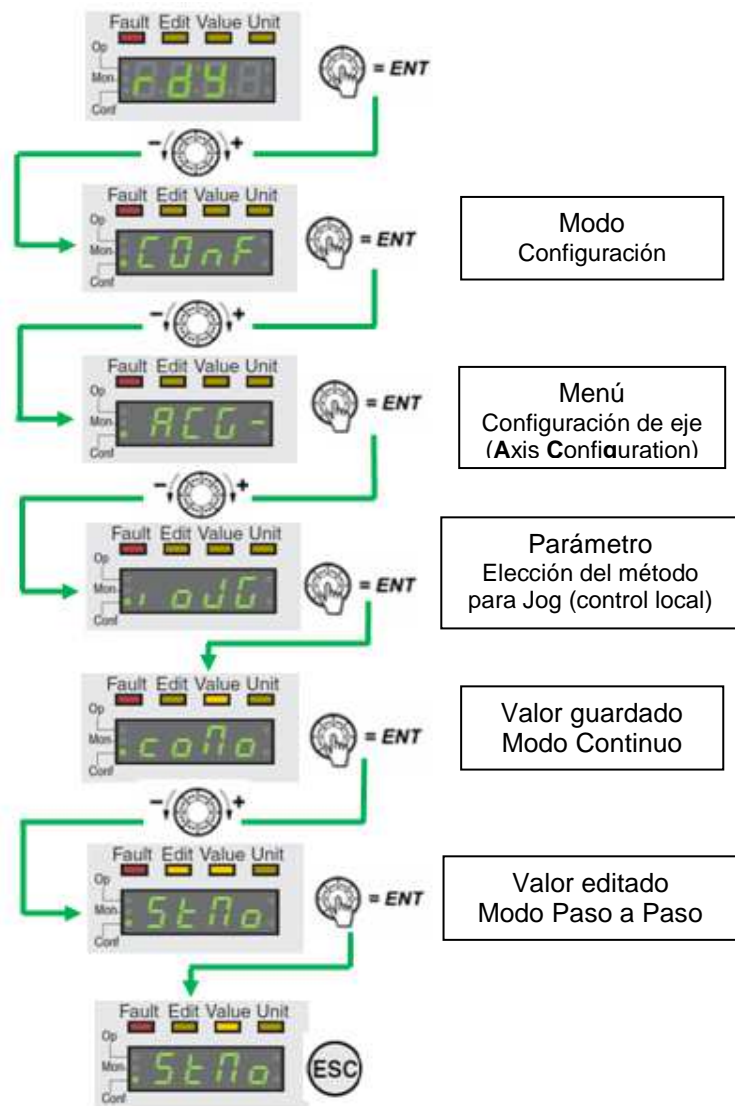 Fault Edit Value Unit
Op
Mon
Conf
rdy
= ENT
- +
Fault Edit Value Unit
Op
Mon
Conf
.COnF
= ENT
Modo
Configuración
- +
Fault Edit Value Unit
Op
Mon
Conf
. ACG-
= ENT
Menú
Configuración de eje
(Axis Configuration)
- +
Fault Edit Value Unit
Op
Mon
Conf
.ioJG
= ENT
Parámetro
Elección del método
para Jog (control local)
Fault Edit Value Unit
Op
Mon
Conf
.coMo
= ENT
Valor guardado
Modo Continuo
- +
Fault Edit Value Unit
Op
Mon
Conf
.StMo
= ENT
Valor editado
Modo Paso a Paso
Fault Edit Value Unit
Op
Mon
Conf
.StMo
ESC